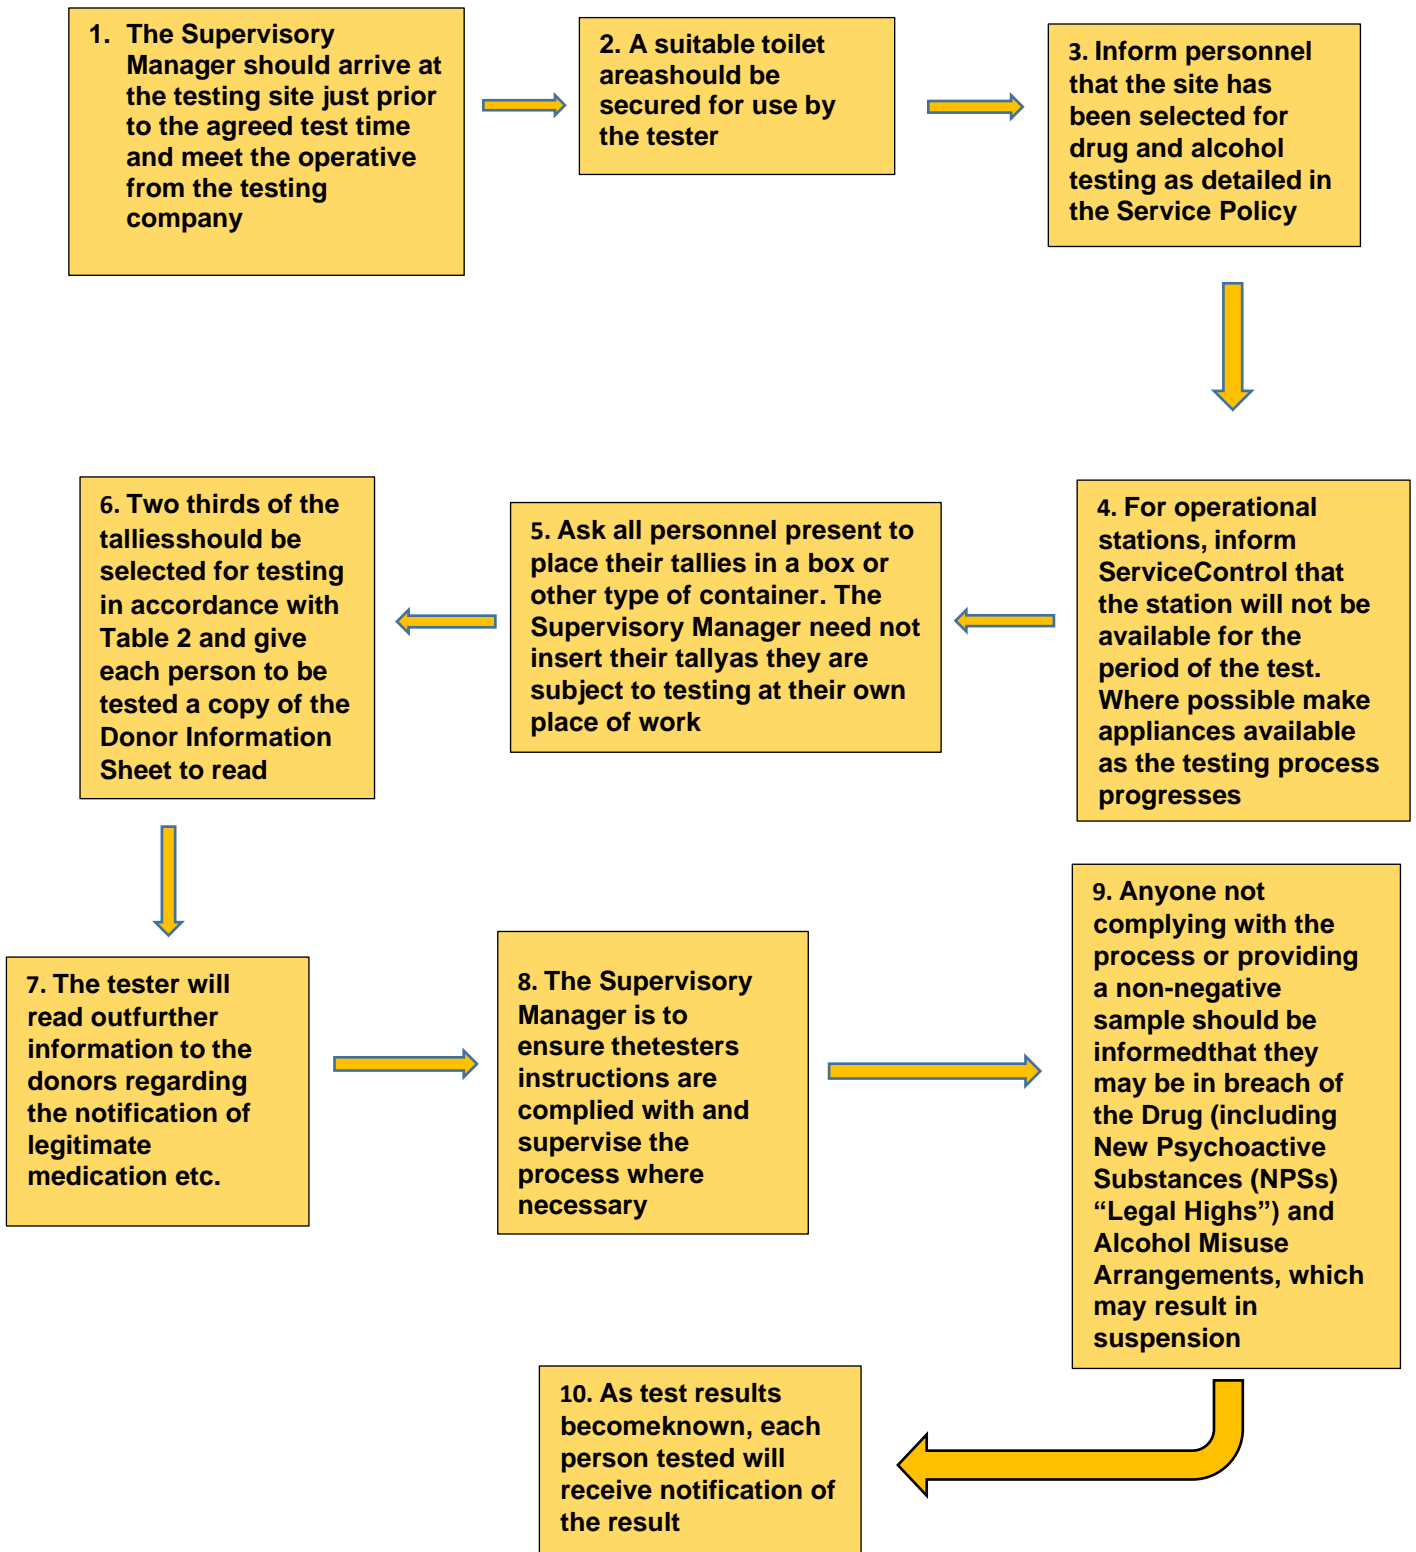 1. The Supervisory
Manager should arrive at
the testing site just prior
to the agreed test time
and meet the operative
from the testing
company
2. A suitable toilet
areashould be
secured for use by
the tester
3. Inform personnel
that the site has
been selected for
drug and alcohol
testing as detailed in
the Service Policy
4. For operational
stations, inform
ServiceControl that
the station will not be
available for the
period of the test.
Where possible make
appliances available
as the testing process
progresses
5. Ask all personnel present to
place their tallies in a box or
other type of container. The
Supervisory Manager need not
insert their tallyas they are
subject to testing at their own
place of work
6. Two thirds of the
talliesshould be
selected for testing
in accordance with
Table 2 and give
each person to be
tested a copy of the
Donor Information
Sheet to read
7. The tester will
read outfurther
information to the
donors regarding
the notification of
legitimate
medication etc.
8. The Supervisory
Manager is to
ensure thetesters
instructions are
complied with and
supervise the
process where
necessary
9. Anyone not
complying with the
process or providing
a non-negative
sample should be
informedthat they
may be in breach of
the Drug (including
New Psychoactive
Substances (NPSs)
“Legal Highs”) and
Alcohol Misuse
Arrangements, which
may result in
suspension
10. As test results
becomeknown, each
person tested will
receive notification of
the result